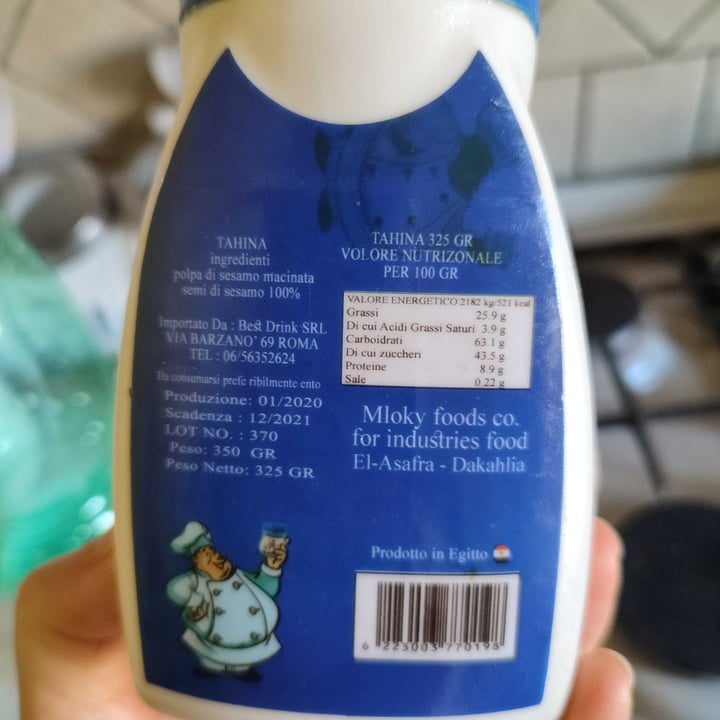 TAHINA
ingredienti
polpa di sesamo macinata
semi di sesamo 100%
Importato Da : Best Drink SRL
VIA BARZANO' 69 ROMA
TEL : 06/56352624
Da consumarsi prefe ribilmente ento
Produzione: 01/2020
Scadenza : 12/2021
LOT NO. : 370
Peso: 350 GR
Peso Netto: 325 GR
TAHINA 325 GR
VOLORE NUTRIZONALE
PER 100 GR
VALORE ENERGETICO 2182 kg/521 kcal
Grassi 25.9 g
Di cui Acidi Grassi Saturi 3.9 g
Carboidrati 63.1 g
Di cui zuccheri 43.5 g
Proteine 8.9 g
Sale 0.22 g
Mloky foods co.
for industries food
El-Asafra - Dakahlia
Prodotto in Egitto
6 223003 770198